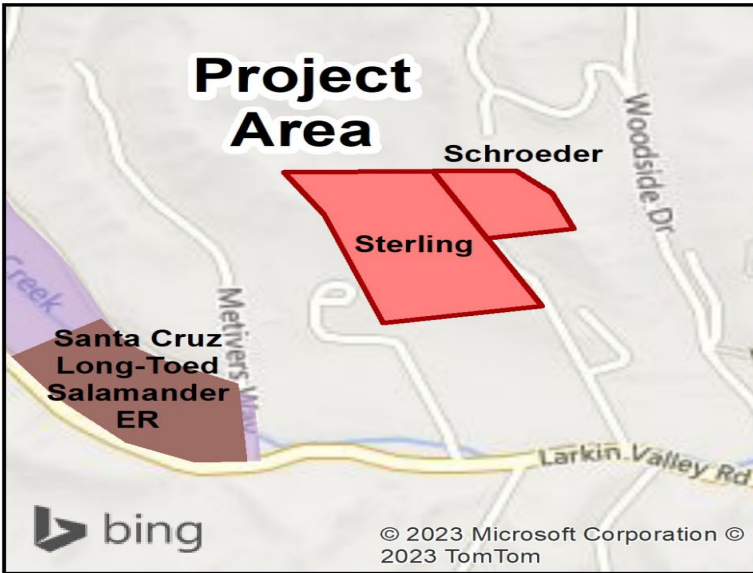 Project
Area
Schroeder
Woodside Dr
Sterling
Creek
Metivers Way
Santa Cruz
Long-Toed
Salamander
ER
Larkin Valley Rd
bing
© 2023 Microsoft Corporation ©
2023 TomTom